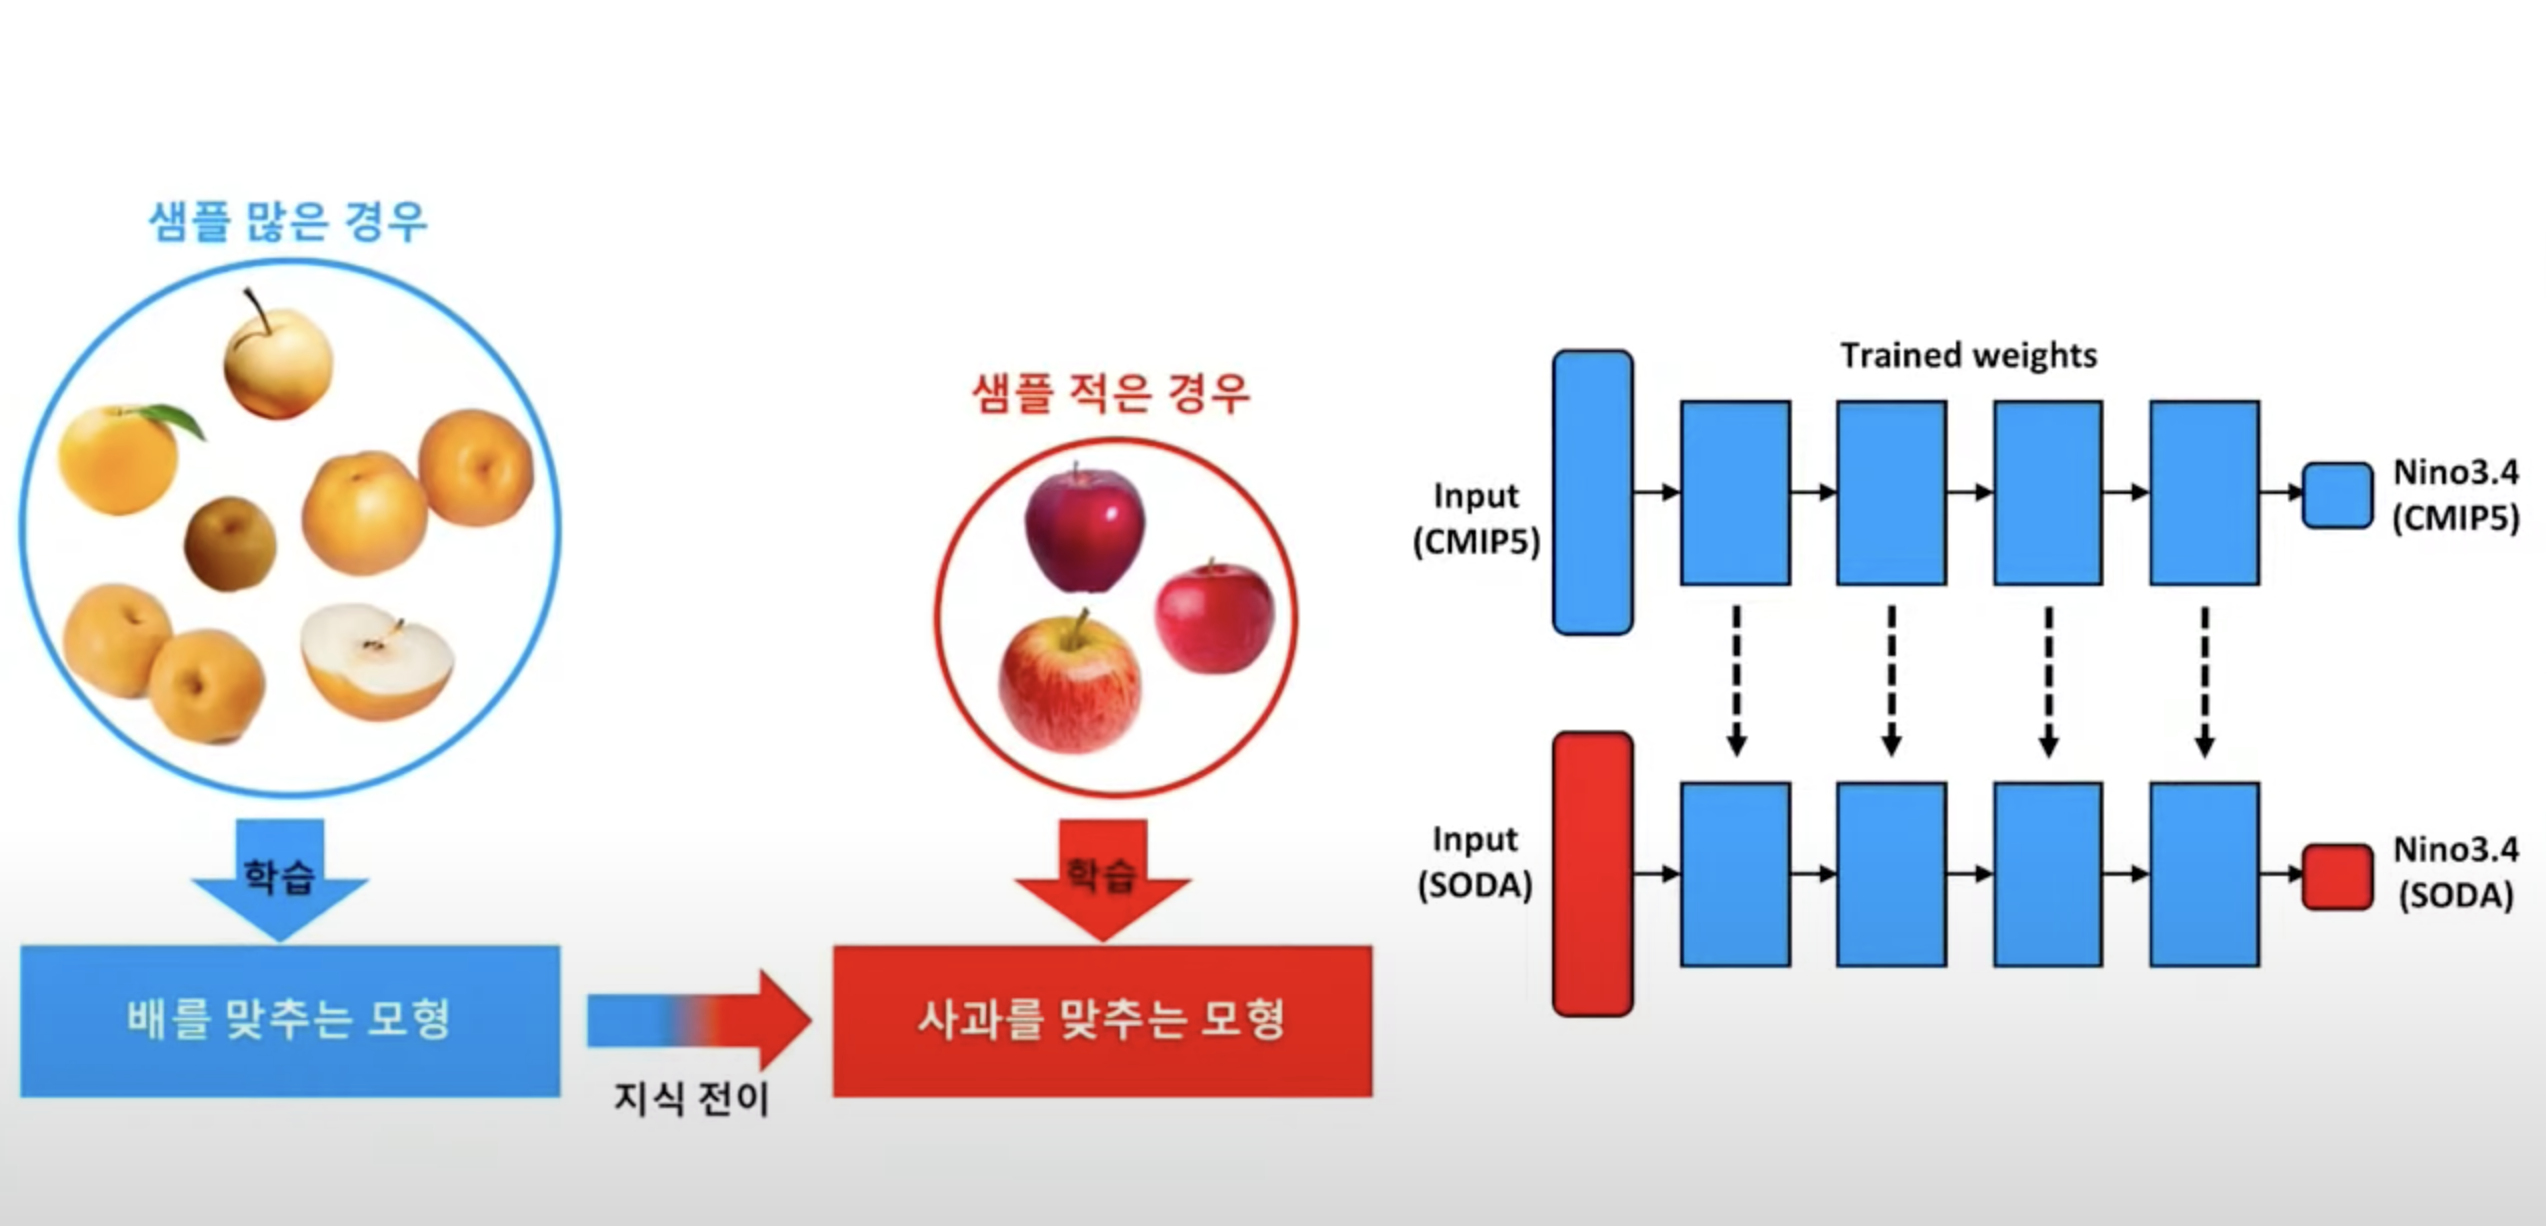 샘플 많은 경우
학습
배를 맞추는 모형
지식 전이
샘플 적은 경우
학습
사과를 맞추는 모형
Trained weights
Input
(CMIP5)
Nino3.4
(CMIP5)
Input
(SODA)
Nino3.4
(SODA)